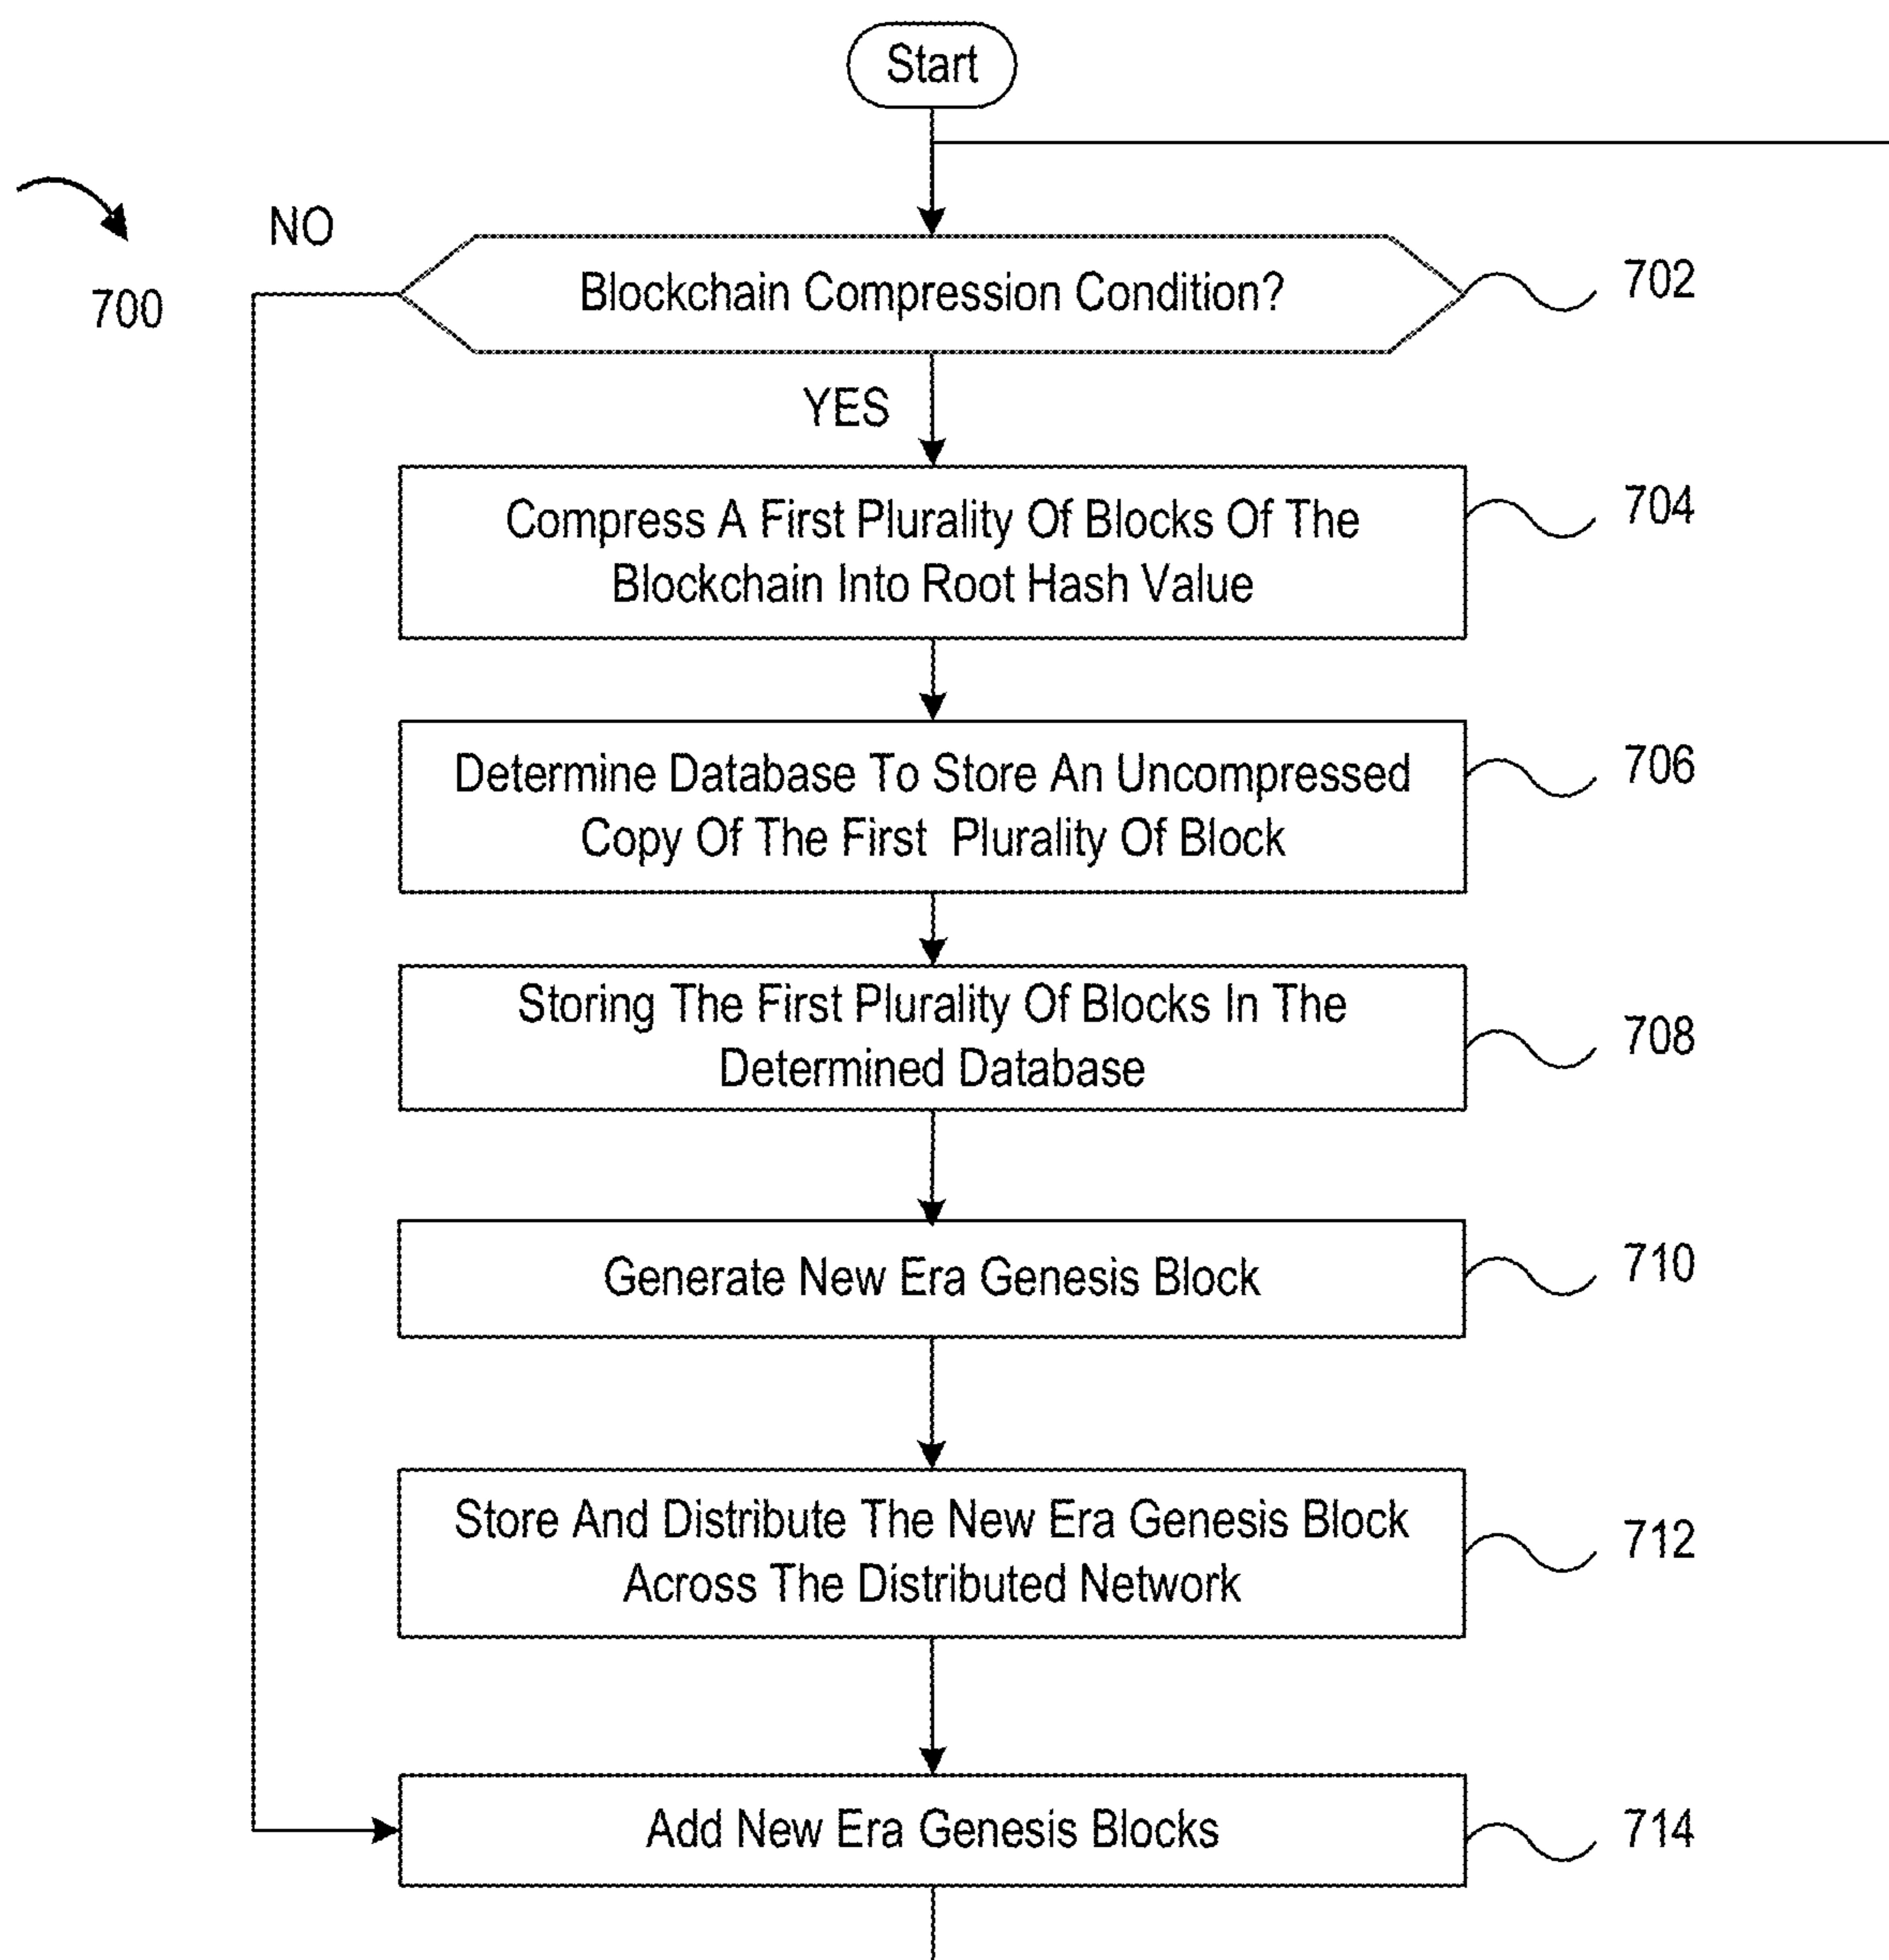 Start
700
NO
Blockchain Compression Condition?
702
YES
Compress A First Plurality Of Blocks Of The
Blockchain Into Root Hash Value
704
Determine Database To Store An Uncompressed
Copy Of The First Plurality Of Block
706
Storing The First Plurality Of Blocks In The
Determined Database
708
Generate New Era Genesis Block
710
Store And Distribute The New Era Genesis Block
Across The Distributed Network
712
Add New Era Genesis Blocks
714